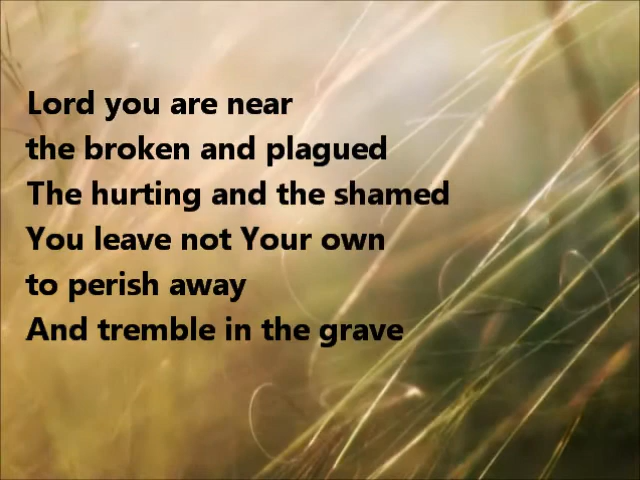 Lord you are near
the broken and plagued
The hurting and the shamed
You leave not Your own
to perish away
And tremble in the grave